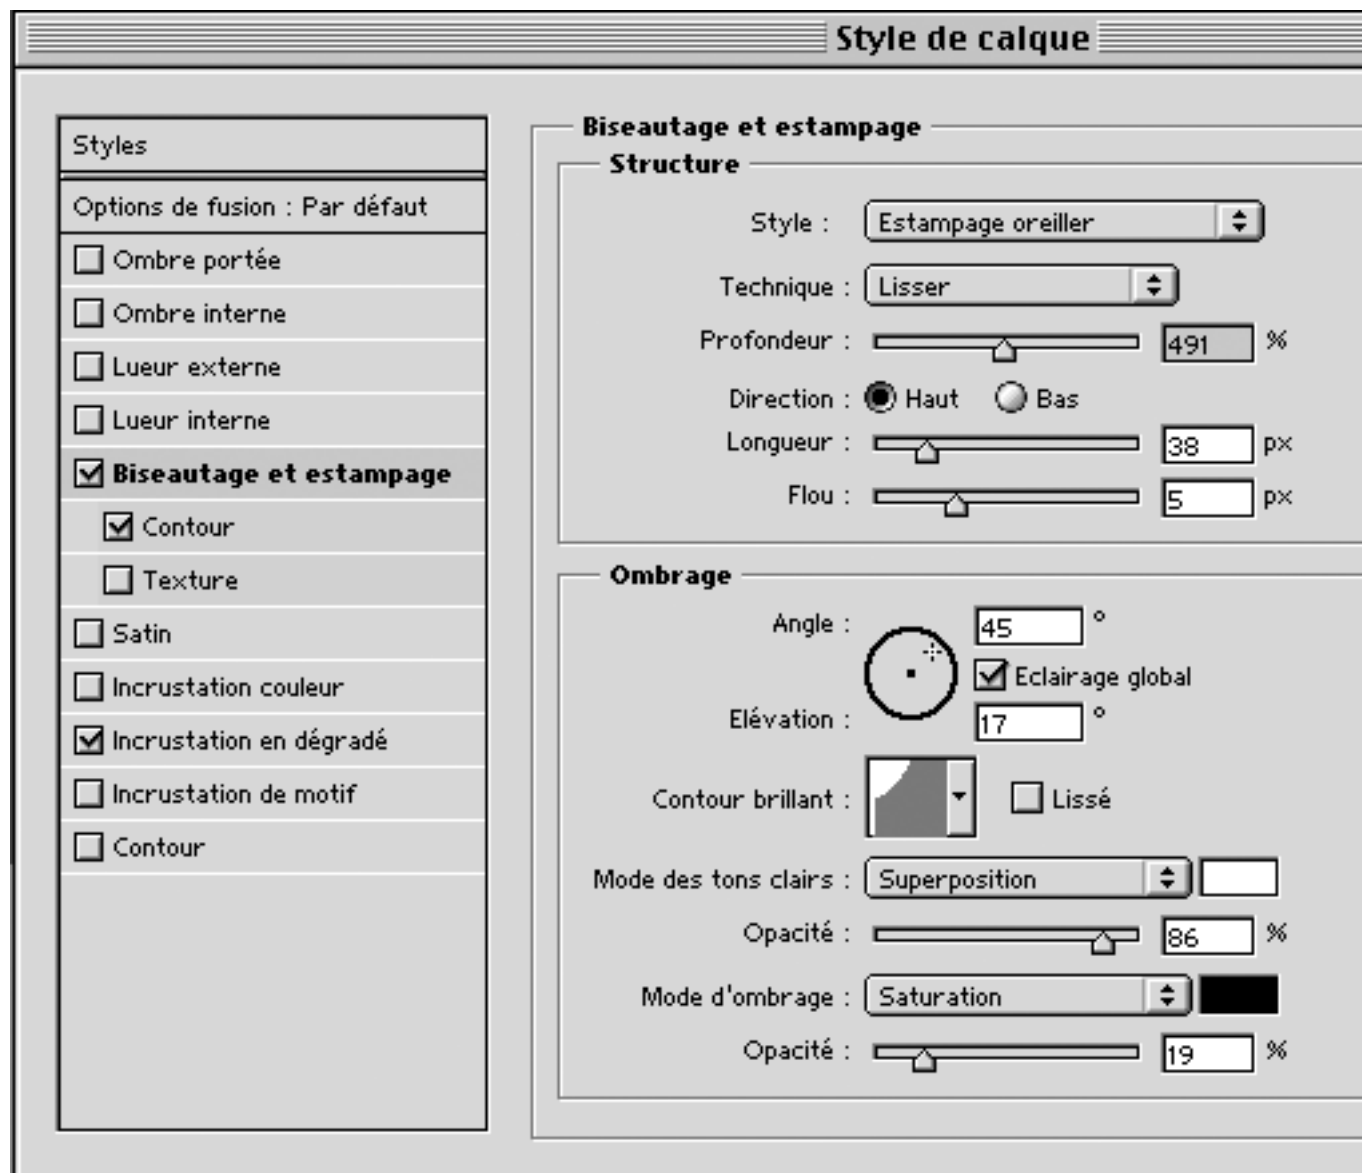 Style de calque
Styles
Options de fusion : Par défaut
Ombre portée
Ombre interne
Lueur externe
Lueur interne
Biseautage et estampage
Contour
Texture
Satin
Incrustation couleur
Incrustation en dégradé
Incrustation de motif
Contour
Biseautage et estampage
Structure
Style : Estampage oreiller
Technique : Lisser
Profondeur : 491 %
Direction : Haut Bas
Longueur : 38 px
Flou : 5 px
Ombrage
Angle : 45 °
Eclairage global
Elévation : 17 °
Contour brillant : Lissé
Mode des tons clairs : Superposition
Opacité : 86 %
Mode d'ombrage : Saturation
Opacité : 19 %